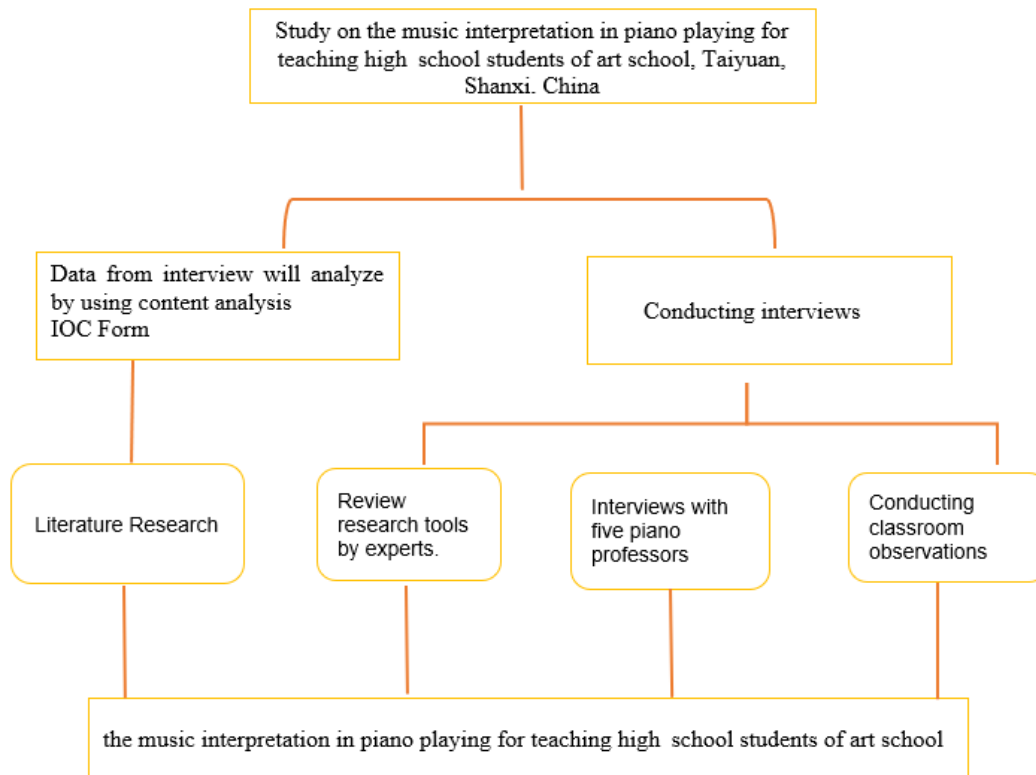 Study on the music interpretation in piano playing for
teaching high school students of art school, Taiyuan,
Shanxi. China
Data from interview will analyze
by using content analysis
IOC Form
Conducting interviews
Literature Research
Review
research tools
by experts.
Interviews with
five piano
professors
Conducting
classroom
observations
the music interpretation in piano playing for teaching high school students of art school